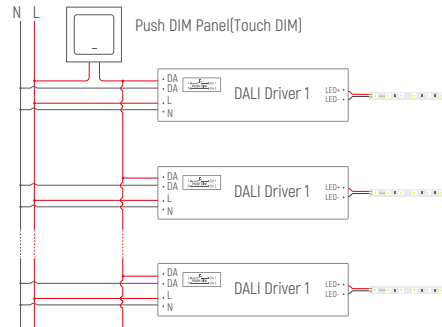 N L
Push DIM Panel(Touch DIM)
DA
DA
L
N
DALI Driver 1
LED+
LED-
DA
DA
L
N
DALI Driver 1
LED+
LED-
DA
DA
L
N
DALI Driver 1
LED+
LED-